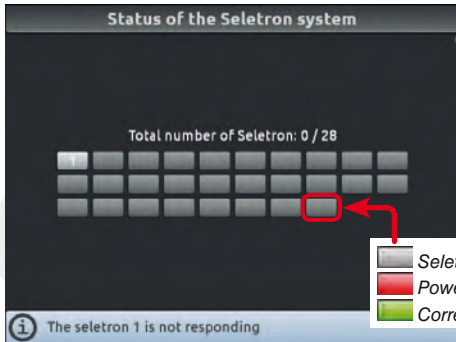 Status of the Seletron system
Total number of Seletron: 0 / 28
1
The seletron 1 is not responding